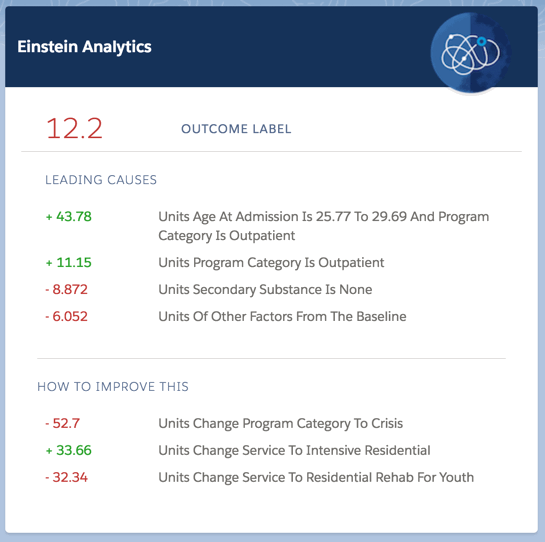 Einstein Analytics
12.2 OUTCOME LABEL
LEADING CAUSES
+ 43.78 Units Age At Admission Is 25.77 To 29.69 And Program
Category Is Outpatient
+ 11.15 Units Program Category Is Outpatient
- 8.872 Units Secondary Substance Is None
- 6.052 Units Of Other Factors From The Baseline
HOW TO IMPROVE THIS
- 52.7 Units Change Program Category To Crisis
+ 33.66 Units Change Service To Intensive Residential
- 32.34 Units Change Service To Residential Rehab For Youth